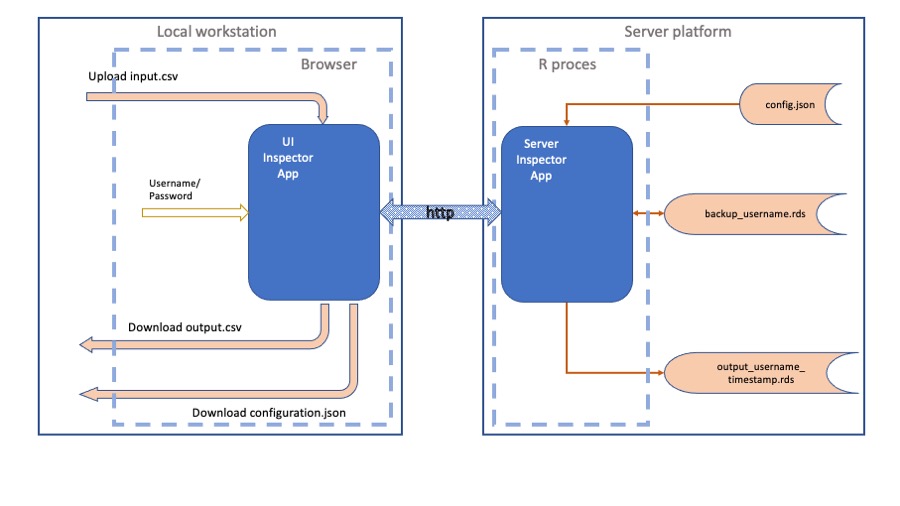 Local workstation
Browser
Upload input.csv
UI
Inspector
App
Username/
Password
Download output.csv
Download configuration.json
http
Server platform
R proces
Server
Inspector
App
config.json
backup_username.rds
output_username_
timestamp.rds